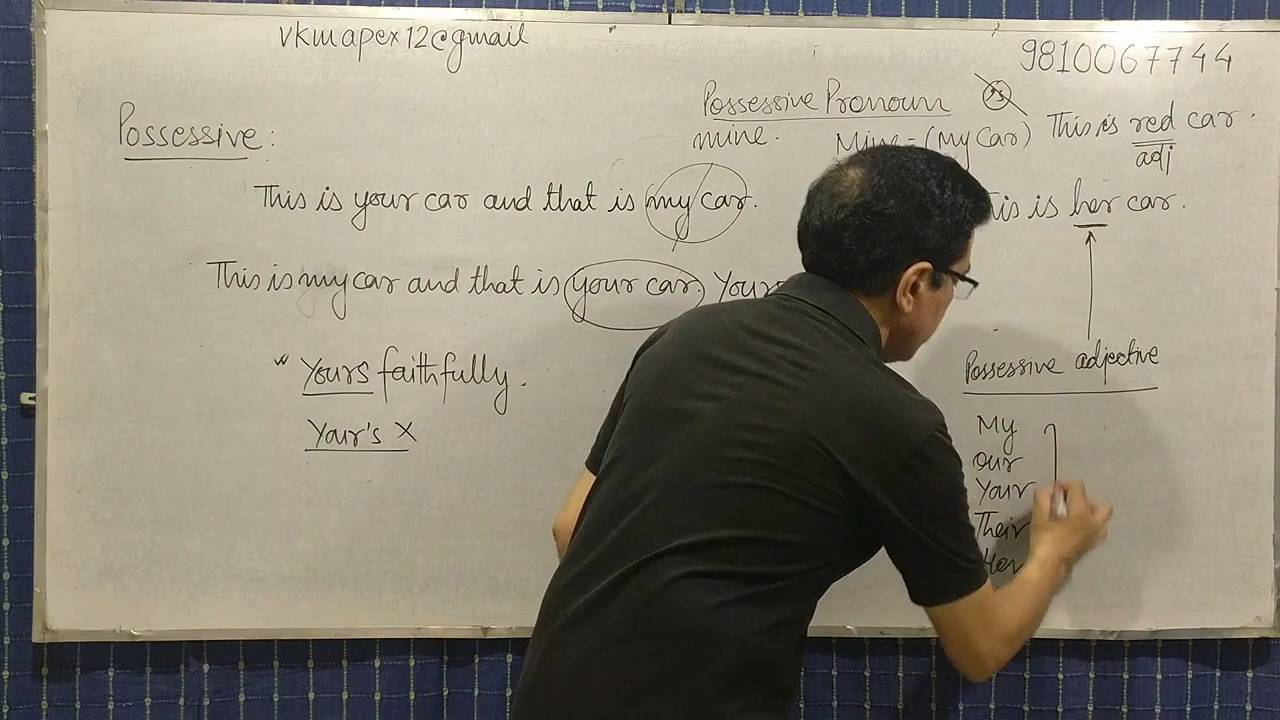 vkmapex12@gmail
9810067744
Possessive:
Possessive Pronoun
mine. Mine = (My Car)
's
This is red car.
adj
This is your car and that is my car.
is is her car.
This is my car and that is your car. Yours
Possessive adjective
" Yours faithfully.
Your's X
My
our
Your
Their
Her